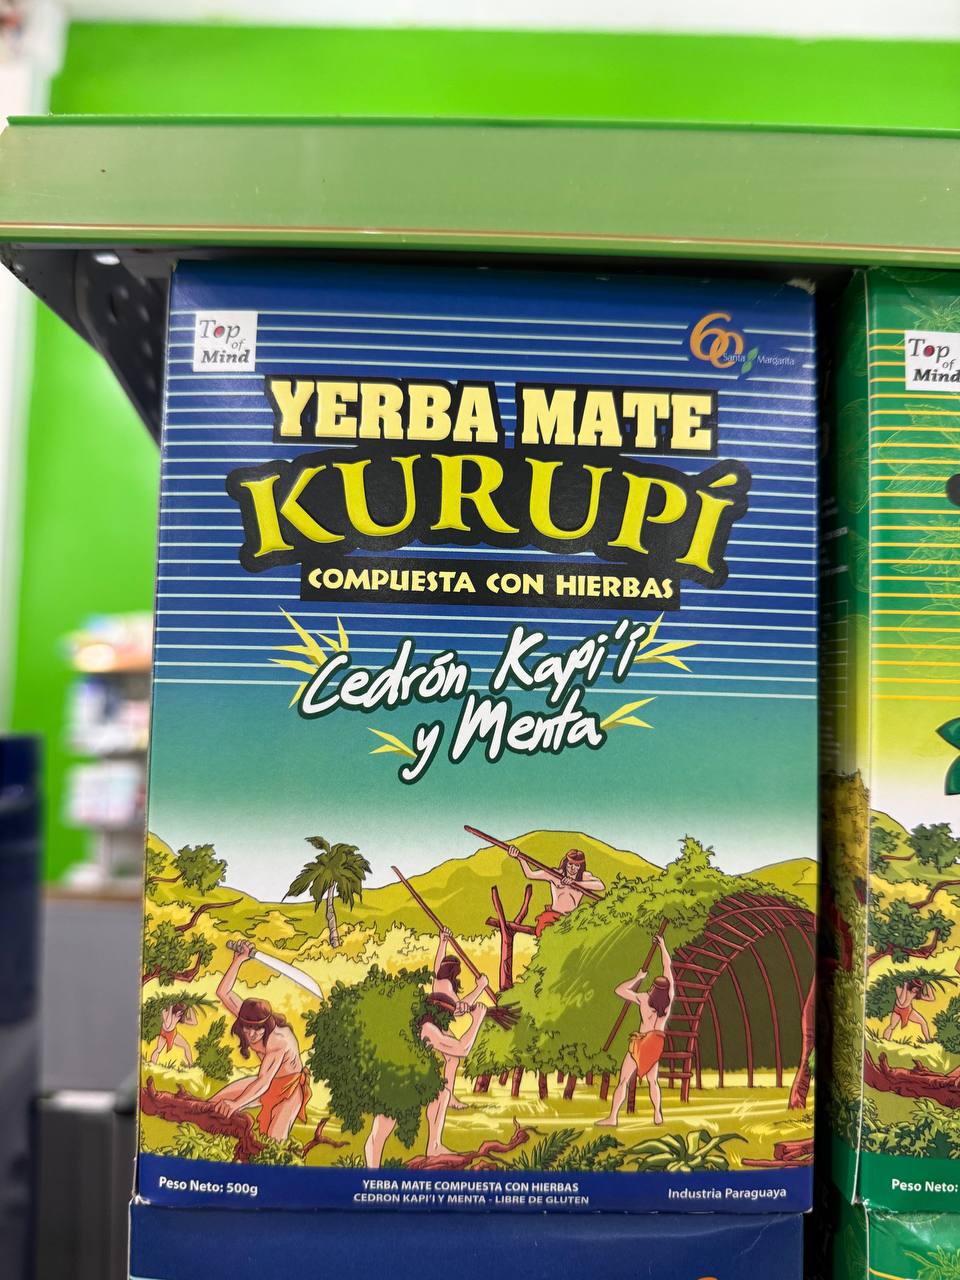 Top
of
Mind
60
Santa Margarita
YERBA MATE
KURUPÍ
COMPUESTA CON HIERBAS
Cedrón Kapi'í
y Menta
Peso Neto: 500g
YERBA MATE COMPUESTA CON HIERBAS
CEDRON KAPI'I Y MENTA - LIBRE DE GLUTEN
Industria Paraguaya
Top
of
Mind
Peso Neto: